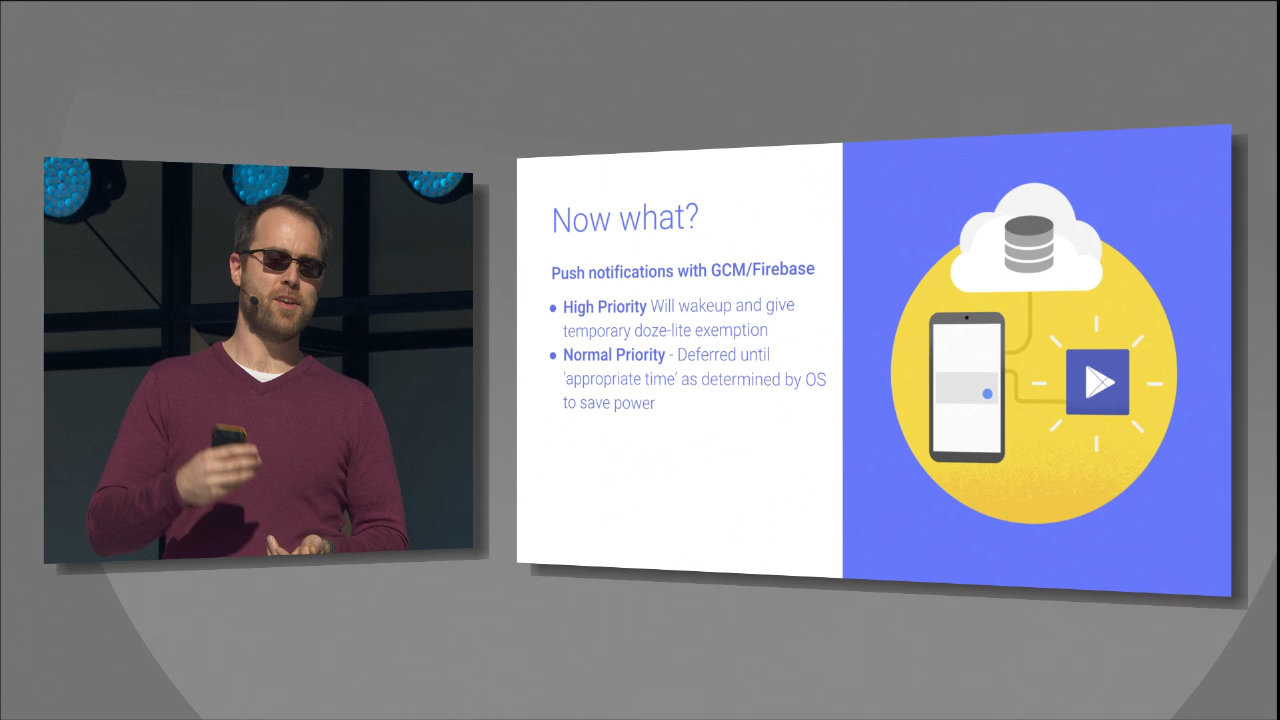 Now what?
Push notifications with GCM/Firebase
● High Priority Will wakeup and give
temporary doze-lite exemption
● Normal Priority - Deferred until
'appropriate time' as determined by OS
to save power